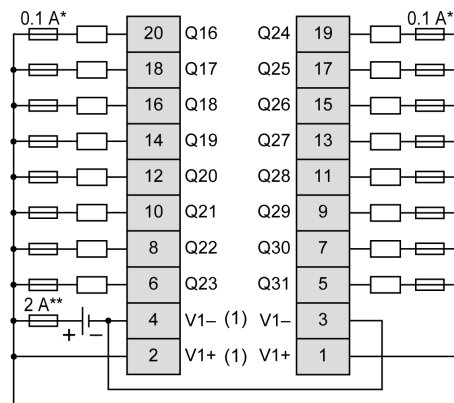 0.1 A* 20 Q16 Q24 19 0.1 A*
18 Q17 Q25 17
16 Q18 Q26 15
14 Q19 Q27 13
12 Q20 Q28 11
10 Q21 Q29 9
8 Q22 Q30 7
6 Q23 Q31 5
2 A** + – 4 V1– (1) V1– 3
2 V1+ (1) V1+ 1